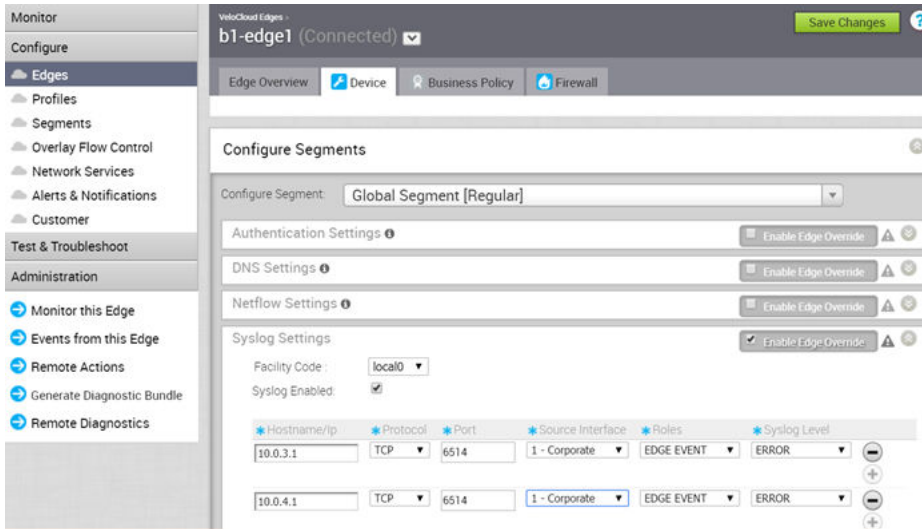 Monitor
Configure
Edges
Profiles
Segments
Overlay Flow Control
Network Services
Alerts & Notifications
Customer
Test & Troubleshoot
Administration
Monitor this Edge
Events from this Edge
Remote Actions
Generate Diagnostic Bundle
Remote Diagnostics
VeloCloud Edges
b1-edge1 (Connected)
Save Changes
?
Edge Overview Device Business Policy Firewall
Configure Segments
Configure Segment: Global Segment [Regular]
Authentication Settings Enable Edge Override
DNS Settings Enable Edge Override
Netflow Settings Enable Edge Override
Syslog Settings Enable Edge Override
Facility Code : local0
Syslog Enabled:
*Hostname/Ip *Protocol *Port *Source Interface *Roles *Syslog Level
10.0.3.1 TCP 6514 1 - Corporate EDGE EVENT ERROR
10.0.4.1 TCP 6514 1 - Corporate EDGE EVENT ERROR